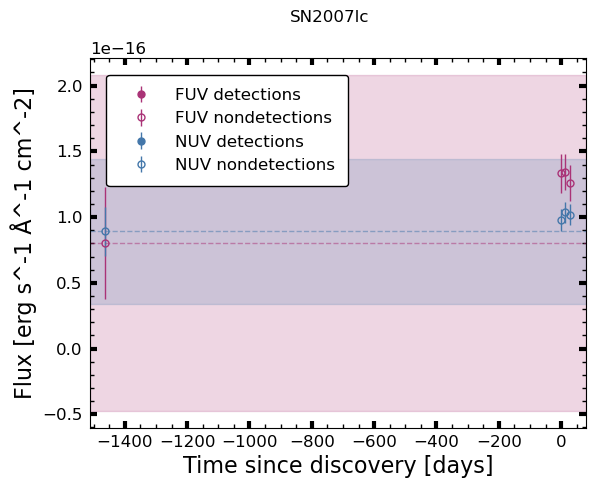 SN2007lc
1e−16
FUV detections
FUV nondetections
NUV detections
NUV nondetections
2.0
1.5
1.0
0.5
0.0
−0.5
Flux [erg s^-1 Å^-1 cm^-2]
−1400 −1200 −1000 −800 −600 −400 −200 0
Time since discovery [days]